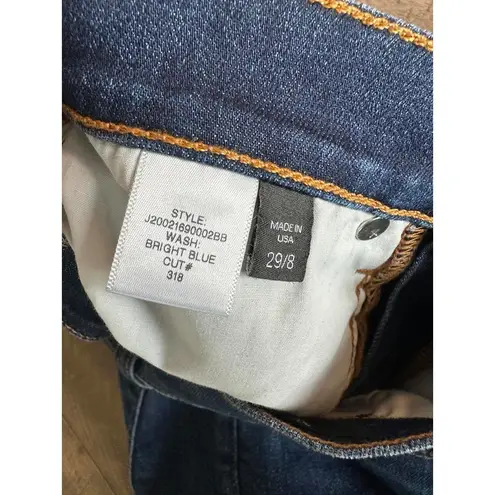 STYLE:
J20021690002BB
WASH:
BRIGHT BLUE
CUT#
318
MADE IN
USA
29/8